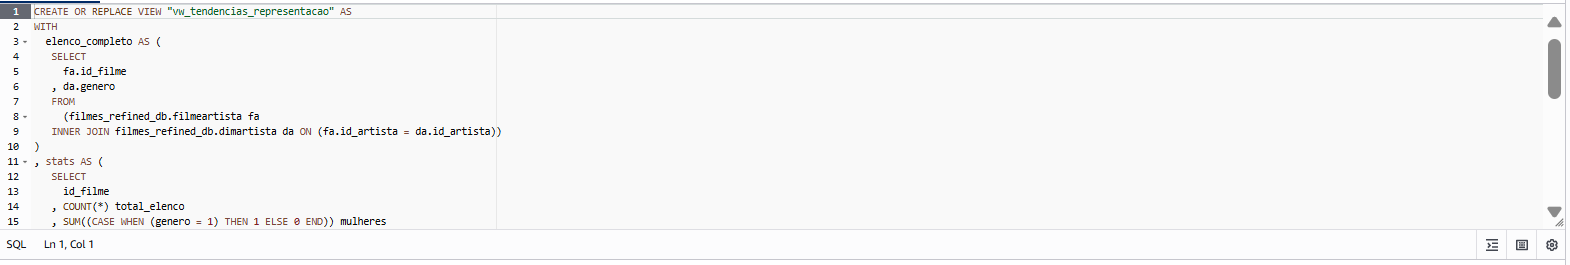 1 CREATE OR REPLACE VIEW "vw_tendencias_representacao" AS
2 WITH
3 elenco_completo AS (
4 SELECT
5 fa.id_filme
6 , da.genero
7 FROM
8 (filmes_refined_db.filmeartista fa
9 INNER JOIN filmes_refined_db.dimartista da ON (fa.id_artista = da.id_artista))
10 )
11 , stats AS (
12 SELECT
13 id_filme
14 , COUNT(*) total_elenco
15 , SUM((CASE WHEN (genero = 1) THEN 1 ELSE 0 END)) mulheres
SQL Ln 1, Col 1